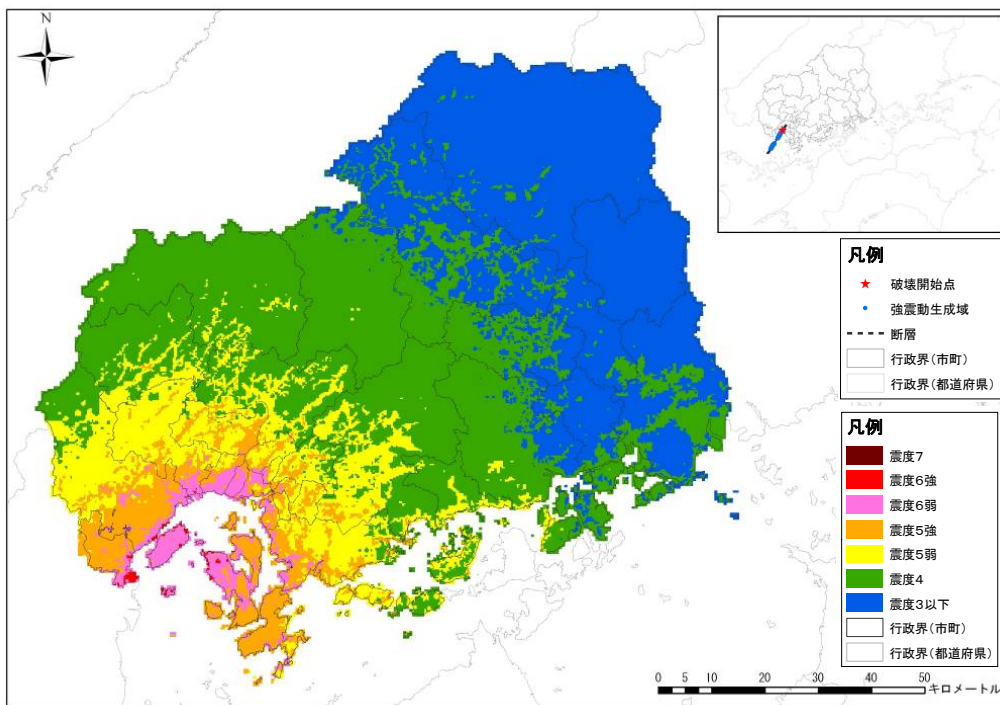 N
凡例
破壊開始点
強震動生成域
断層
行政界(市町)
行政界(都道府県)
凡例
震度7
震度6強
震度6弱
震度5強
震度5弱
震度4
震度3以下
行政界(市町)
行政界(都道府県)
0 5 10 20 30 40 50
キロメートル